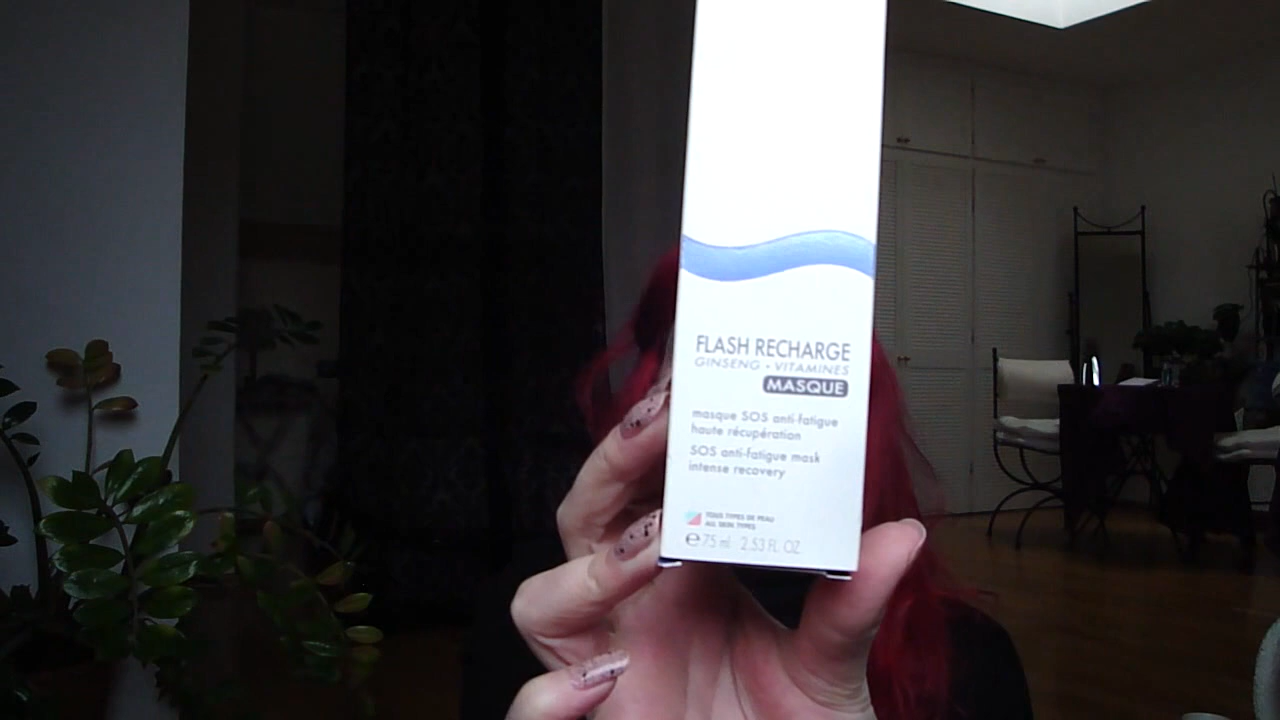 FLASH RECHARGE
GINSENG • VITAMINES
MASQUE
masque SOS anti-fatigue
haute récupération
SOS anti-fatigue mask
intense recovery
TOUS TYPES DE PEAU
ALL SKIN TYPES
℮ 75 ml - 2.53 FL. OZ.